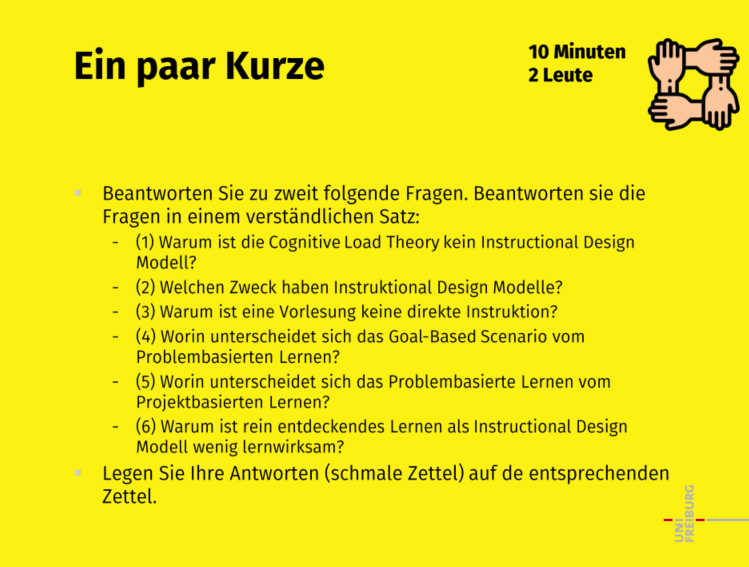 Ein paar Kurze
10 Minuten
2 Leute
▪ Beantworten Sie zu zweit folgende Fragen. Beantworten sie die
Fragen in einem verständlichen Satz:
- (1) Warum ist die Cognitive Load Theory kein Instructional Design
Modell?
- (2) Welchen Zweck haben Instruktional Design Modelle?
- (3) Warum ist eine Vorlesung keine direkte Instruktion?
- (4) Worin unterscheidet sich das Goal-Based Scenario vom
Problembasierten Lernen?
- (5) Worin unterscheidet sich das Problembasierte Lernen vom
Projektbasierten Lernen?
- (6) Warum ist rein entdeckendes Lernen als Instructional Design
Modell wenig lernwirksam?
▪ Legen Sie Ihre Antworten (schmale Zettel) auf de entsprechenden
Zettel.
UNI
FREIBURG